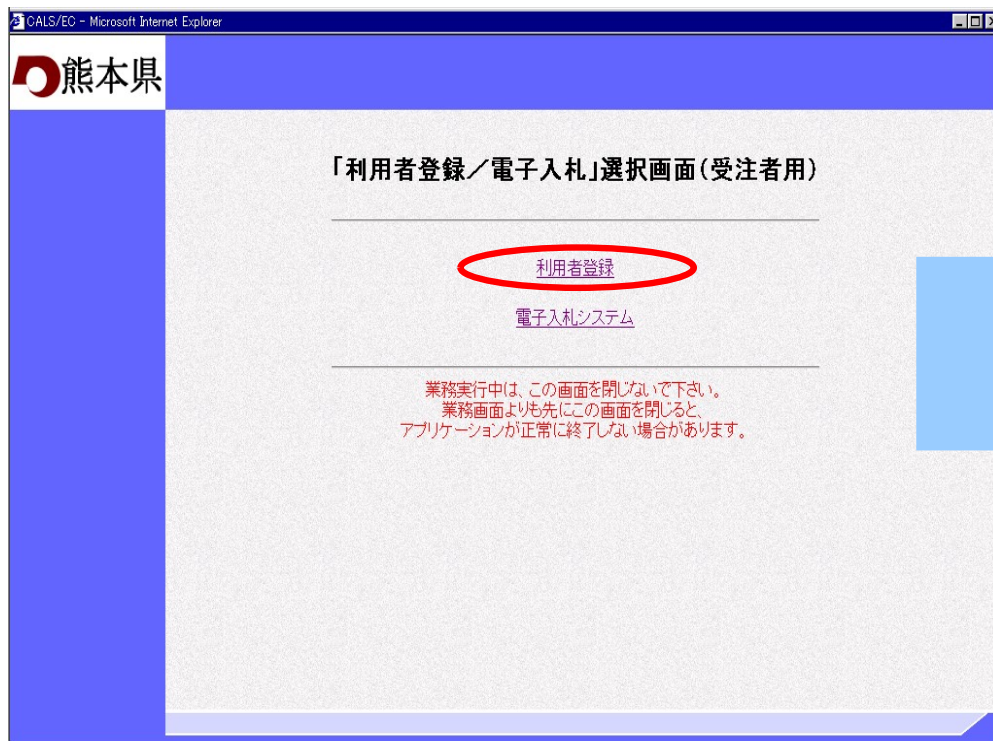 CALS/EC - Microsoft Internet Explorer
熊本県
「利用者登録／電子入札」選択画面(受注者用)
利用者登録
電子入札システム
業務実行中は、この画面を閉じないで下さい。
業務画面よりも先にこの画面を閉じると、
アプリケーションが正常に終了しない場合があります。